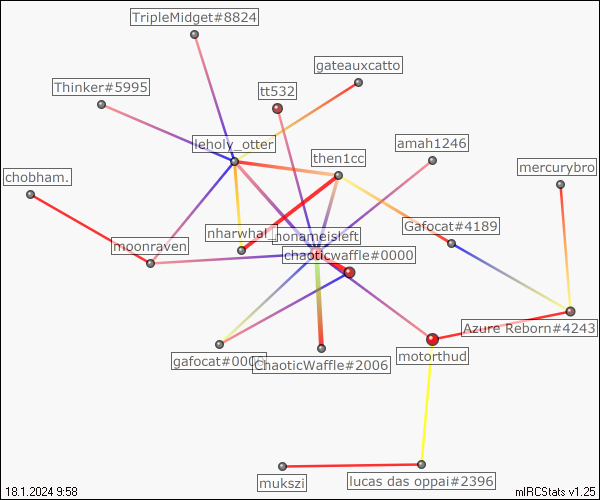 TripleMidget#8824
gateauxcatto
Thinker#5995
tt532
leholy_otter
amah1246
then1cc
mercurybro
chobham.
Gafocat#4189
nharwhal_
nonameisleft
moonraven
chaoticwaffle#0000
Azure Reborn#4243
gafocat#000
ChaoticWaffle#2006
motorthud
mukszi
lucas das oppai#2396
18.1.2024 9:58
mIRCStats v1.25